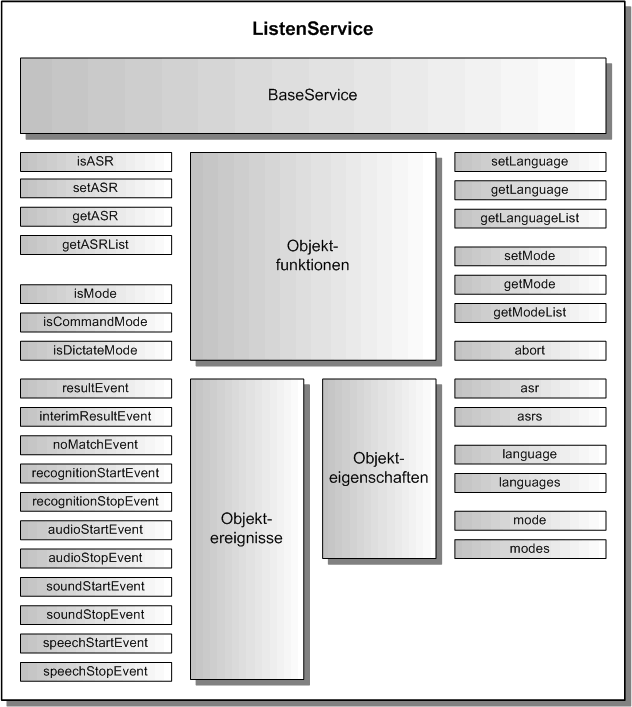 ListenService
BaseService
isASR
setASR
getASR
getASRList
isMode
isCommandMode
isDictateMode
Objekt-
funktionen
setLanguage
getLanguage
getLanguageList
setMode
getMode
getModeList
abort
resultEvent
interimResultEvent
noMatchEvent
recognitionStartEvent
recognitionStopEvent
audioStartEvent
audioStopEvent
soundStartEvent
soundStopEvent
speechStartEvent
speechStopEvent
Objekt-
ereignisse
Objekt-
eigenschaften
asr
asrs
language
languages
mode
modes